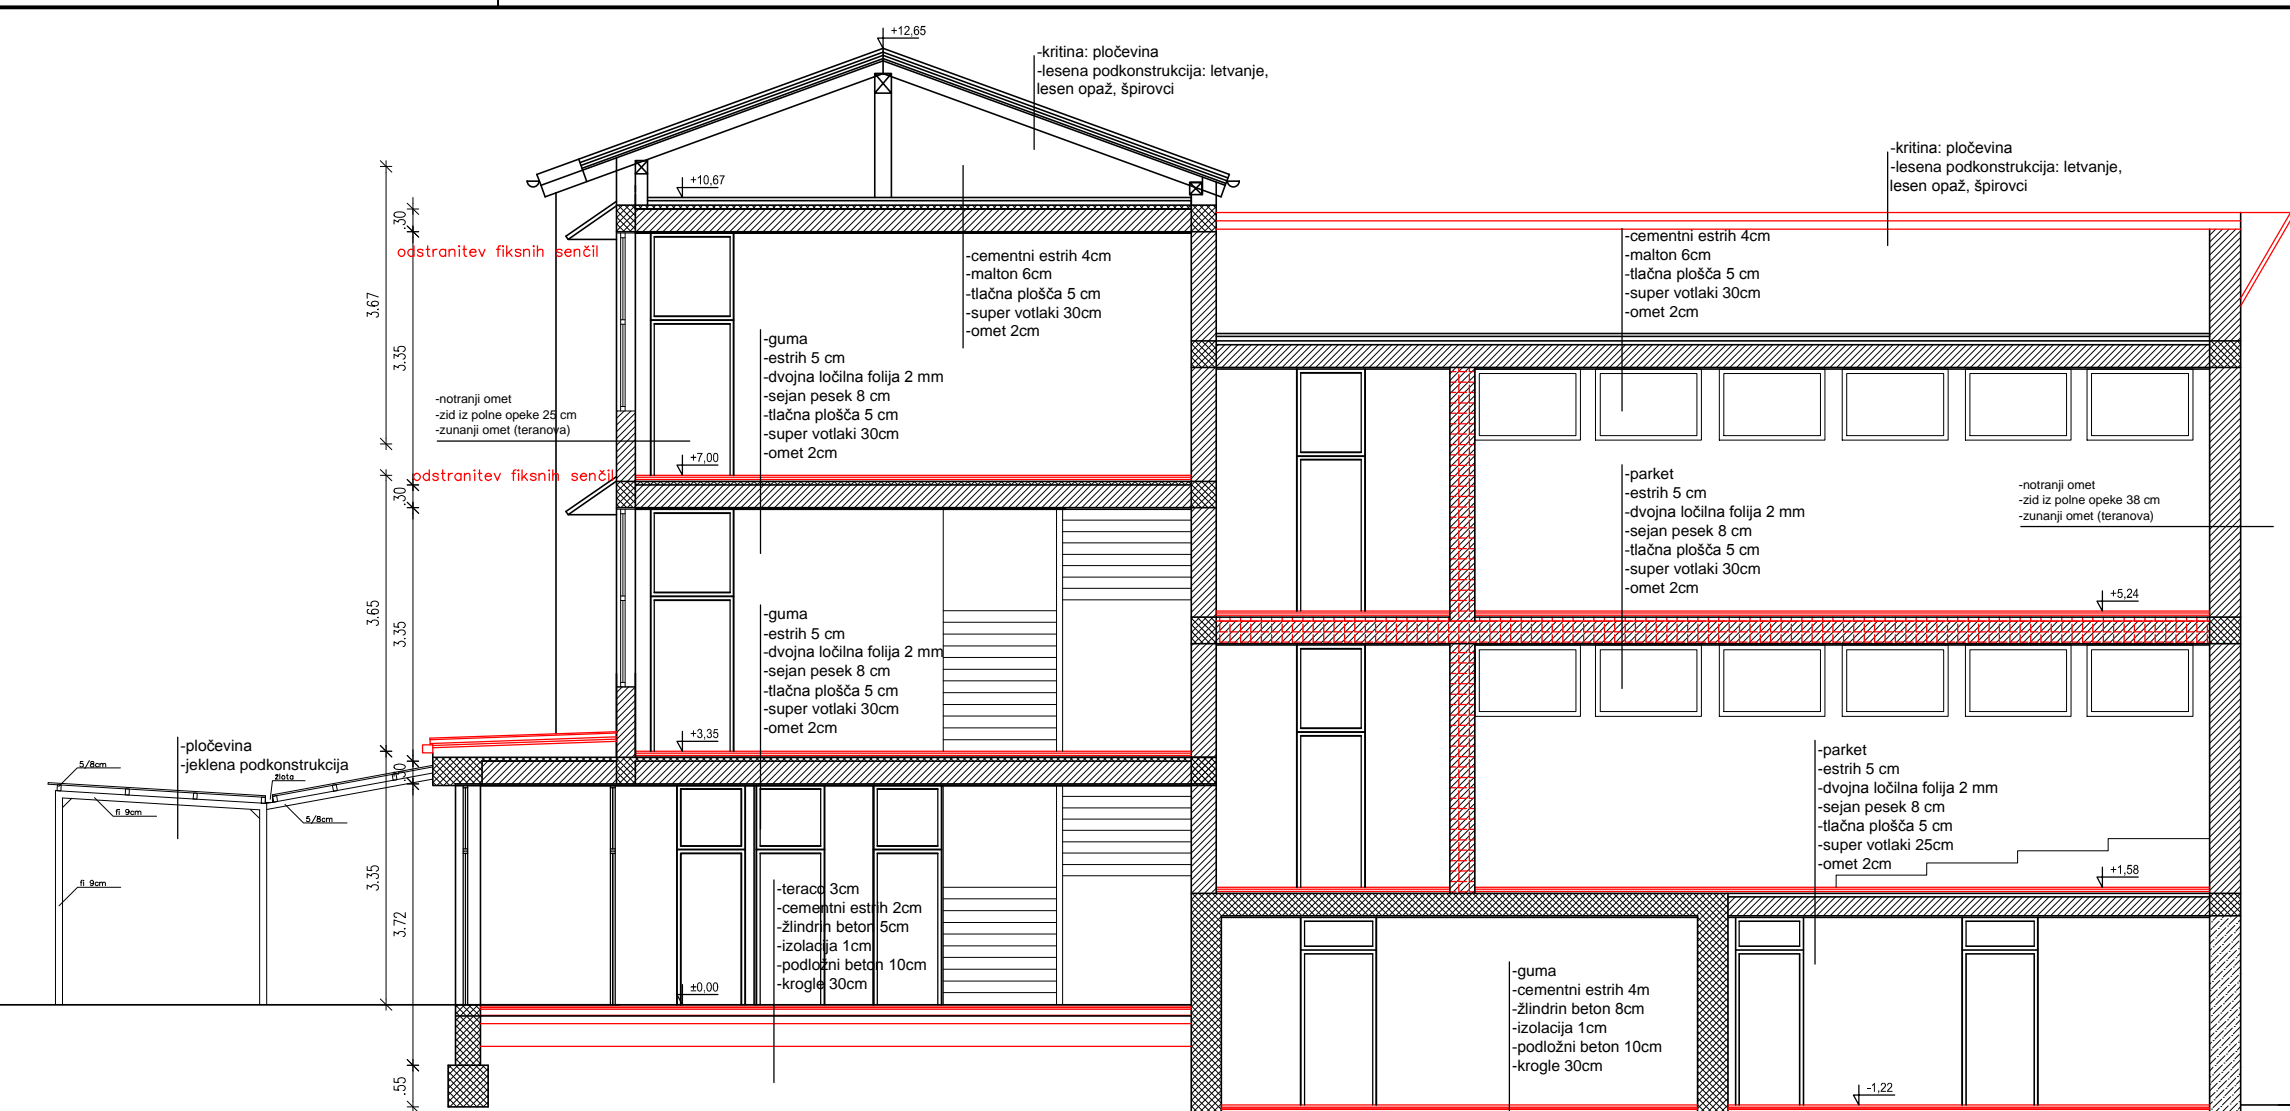 +12,65
-kritina: pločevina
-lesena podkonstrukcija: letvanje,
lesen opaž, špirovci
-kritina: pločevina
-lesena podkonstrukcija: letvanje,
lesen opaž, špirovci
+10,67
.30
odstranitev fiksnih senčil
-cementni estrih 4cm
-malton 6cm
-tlačna plošča 5 cm
-super votlaki 30cm
-omet 2cm
-cementni estrih 4cm
-malton 6cm
-tlačna plošča 5 cm
-super votlaki 30cm
-omet 2cm
3.67
3.35
-guma
-estrih 5 cm
-dvojna ločilna folija 2 mm
-sejan pesek 8 cm
-tlačna plošča 5 cm
-super votlaki 30cm
-omet 2cm
-notranji omet
-zid iz polne opeke 25 cm
-zunanji omet (teranova)
+7,00
odstranitev fiksnih senčil
.30
-parket
-estrih 5 cm
-dvojna ločilna folija 2 mm
-sejan pesek 8 cm
-tlačna plošča 5 cm
-super votlaki 30cm
-omet 2cm
-notranji omet
-zid iz polne opeke 38 cm
-zunanji omet (teranova)
+5,24
3.65
3.35
-guma
-estrih 5 cm
-dvojna ločilna folija 2 mm
-sejan pesek 8 cm
-tlačna plošča 5 cm
-super votlaki 30cm
-omet 2cm
+3,35
-pločevina
-jeklena podkonstrukcija
5/8cm
žlota
.30
fi 9cm
5/8cm
fi 9cm
-parket
-estrih 5 cm
-dvojna ločilna folija 2 mm
-sejan pesek 8 cm
-tlačna plošča 5 cm
-super votlaki 25cm
-omet 2cm
+1,58
3.35
3.72
-teraco 3cm
-cementni estrih 2cm
-žlindrin beton 5cm
-izolacija 1cm
-podložni beton 10cm
-krogle 30cm
±0,00
-guma
-cementni estrih 4m
-žlindrin beton 8cm
-izolacija 1cm
-podložni beton 10cm
-krogle 30cm
.55
-1,22